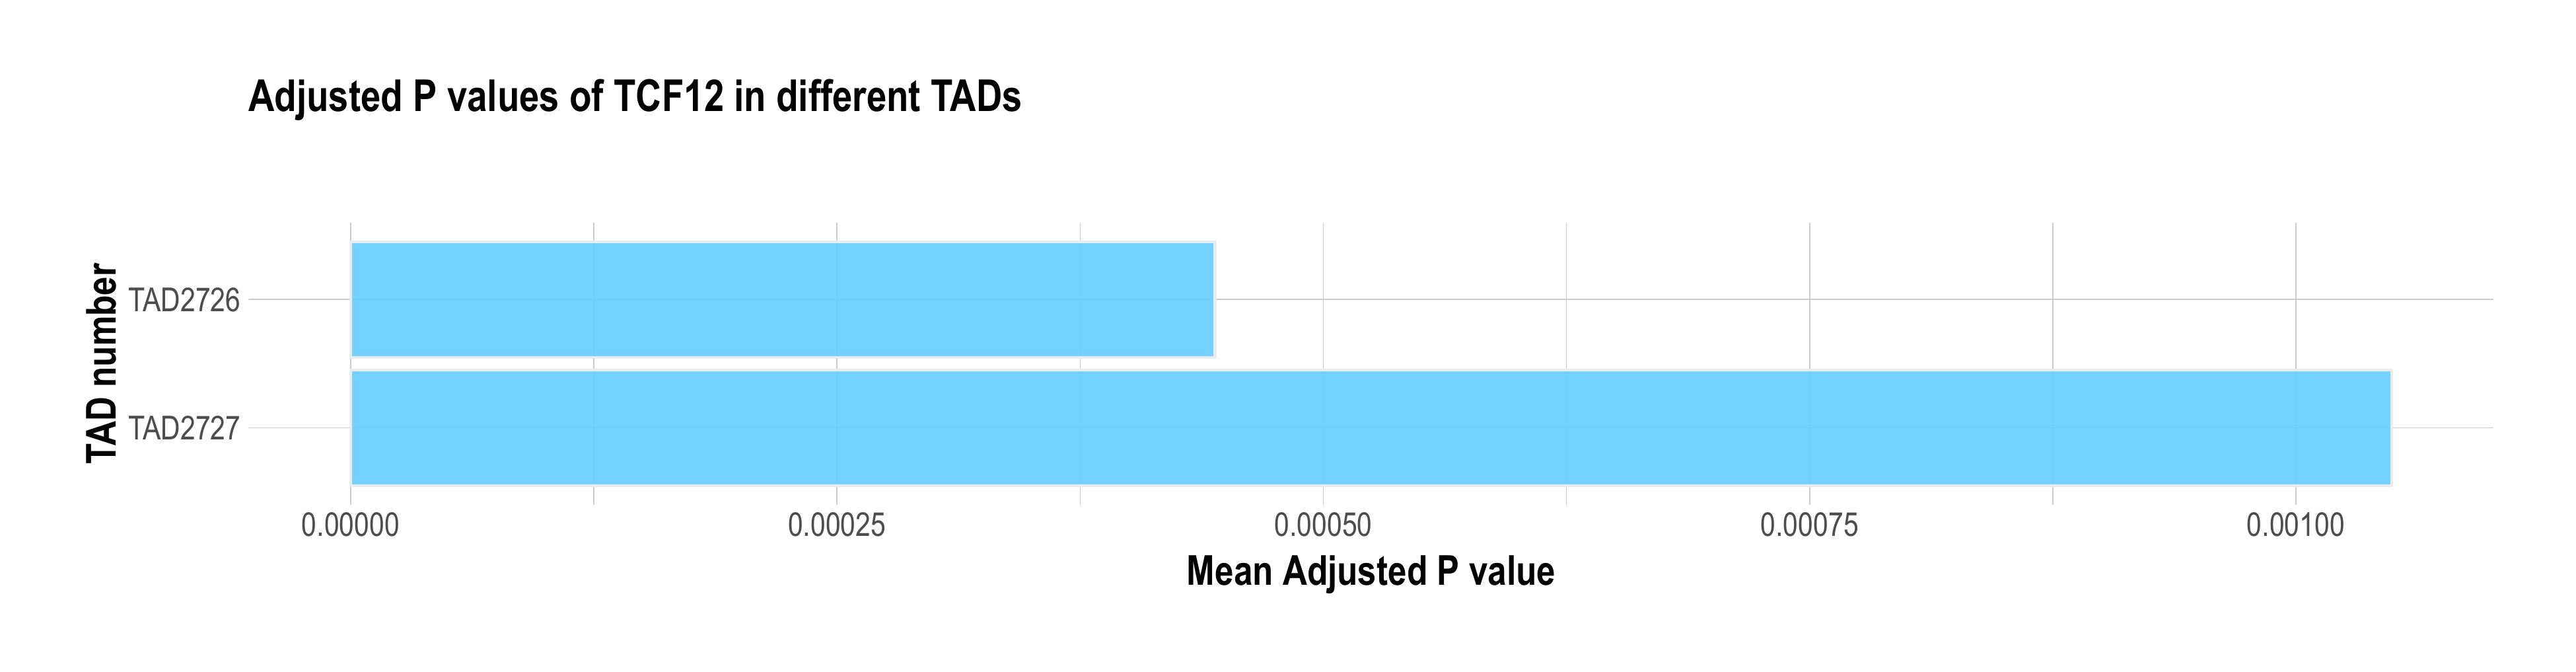 Adjusted P values of TCF12 in different TADs
TAD number
TAD2726
TAD2727
0.00000 0.00025 0.00050 0.00075 0.00100
Mean Adjusted P value